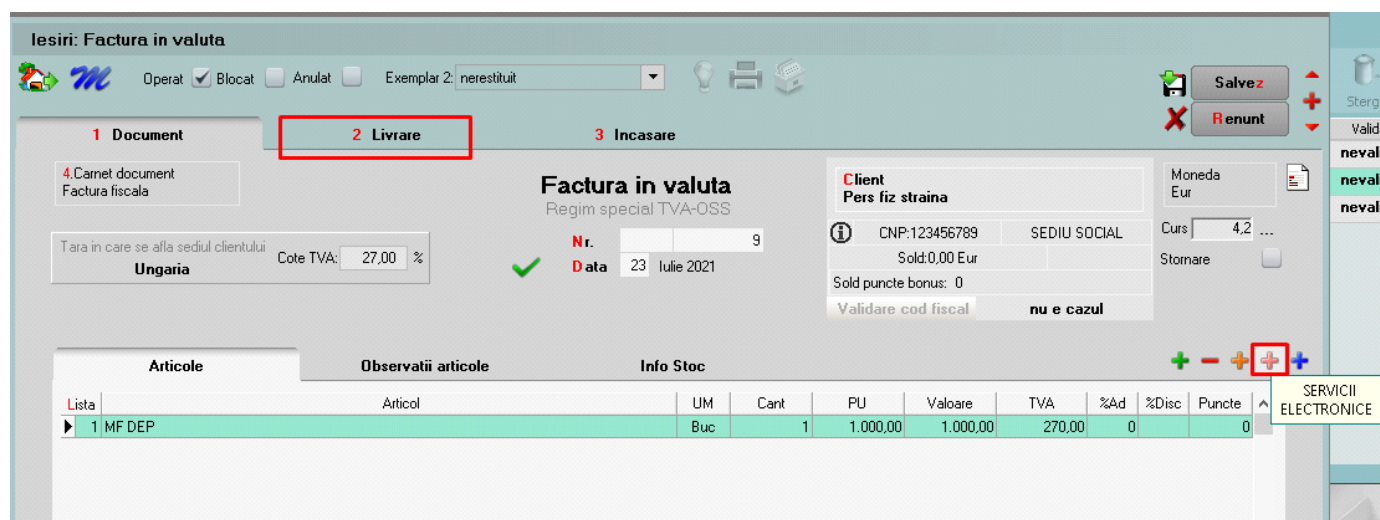 Iesiri: Factura in valuta
Operat Blocat Anulat Exemplar 2: nerestituit
Salvez
Renunt
Sterg
Valid
neval
neval
neval
1 Document 2 Livrare 3 Incasare
4.Carnet document
Factura fiscala
Factura in valuta
Regim special TVA-OSS
Client
Pers fiz straina
Moneda
Eur
Tara in care se afla sediul clientului
Ungaria
Cote TVA: 27,00 %
Nr. 9
Data 23 Iulie 2021
CNP:123456789 SEDIU SOCIAL
Sold:0,00 Eur
Sold puncte bonus: 0
Validare cod fiscal nu e cazul
Curs 4,2 ...
Stornare
Articole Observatii articole Info Stoc
SERVICII
ELECTRONICE
Lista Articol UM Cant PU Valoare TVA %Ad %Disc Puncte
1 MF DEP Buc 1 1.000,00 1.000,00 270,00 0 0